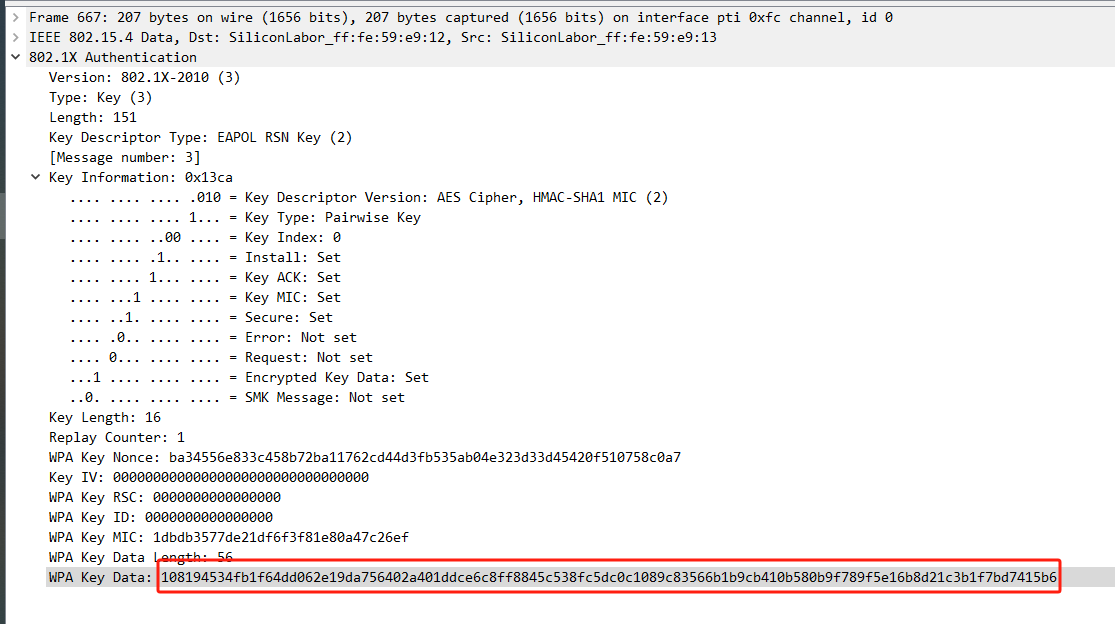 Frame 667: 207 bytes on wire (1656 bits), 207 bytes captured (1656 bits) on interface pti 0xfc channel, id 0
IEEE 802.15.4 Data, Dst: SiliconLabor_ff:fe:59:e9:12, Src: SiliconLabor_ff:fe:59:e9:13
802.1X Authentication
Version: 802.1X-2010 (3)
Type: Key (3)
Length: 151
Key Descriptor Type: EAPOL RSN Key (2)
[Message number: 3]
Key Information: 0x13ca
.... .... .... .010 = Key Descriptor Version: AES Cipher, HMAC-SHA1 MIC (2)
.... .... .... 1... = Key Type: Pairwise Key
.... .... ..00 .... = Key Index: 0
.... .... .1.. .... = Install: Set
.... .... 1... .... = Key ACK: Set
.... ...1 .... .... = Key MIC: Set
.... ..1. .... .... = Secure: Set
.... .0.. .... .... = Error: Not set
.... 0... .... .... = Request: Not set
...1 .... .... .... = Encrypted Key Data: Set
..0. .... .... .... = SMK Message: Not set
Key Length: 16
Replay Counter: 1
WPA Key Nonce: ba34556e833c458b72ba11762cd44d3fb535ab04e323d33d45420f510758c0a7
Key IV: 00000000000000000000000000000000
WPA Key RSC: 0000000000000000
WPA Key ID: 0000000000000000
WPA Key MIC: 1dbdb3577de21df6f3f81e80a47c26ef
WPA Key Data Length: 56
WPA Key Data: 108194534fb1f64dd062e19da756402a401ddce6c8ff8845c538fc5dc0c1089c83566b1b9cb410b580b9f789f5e16b8d21c3b1f7bd7415b6